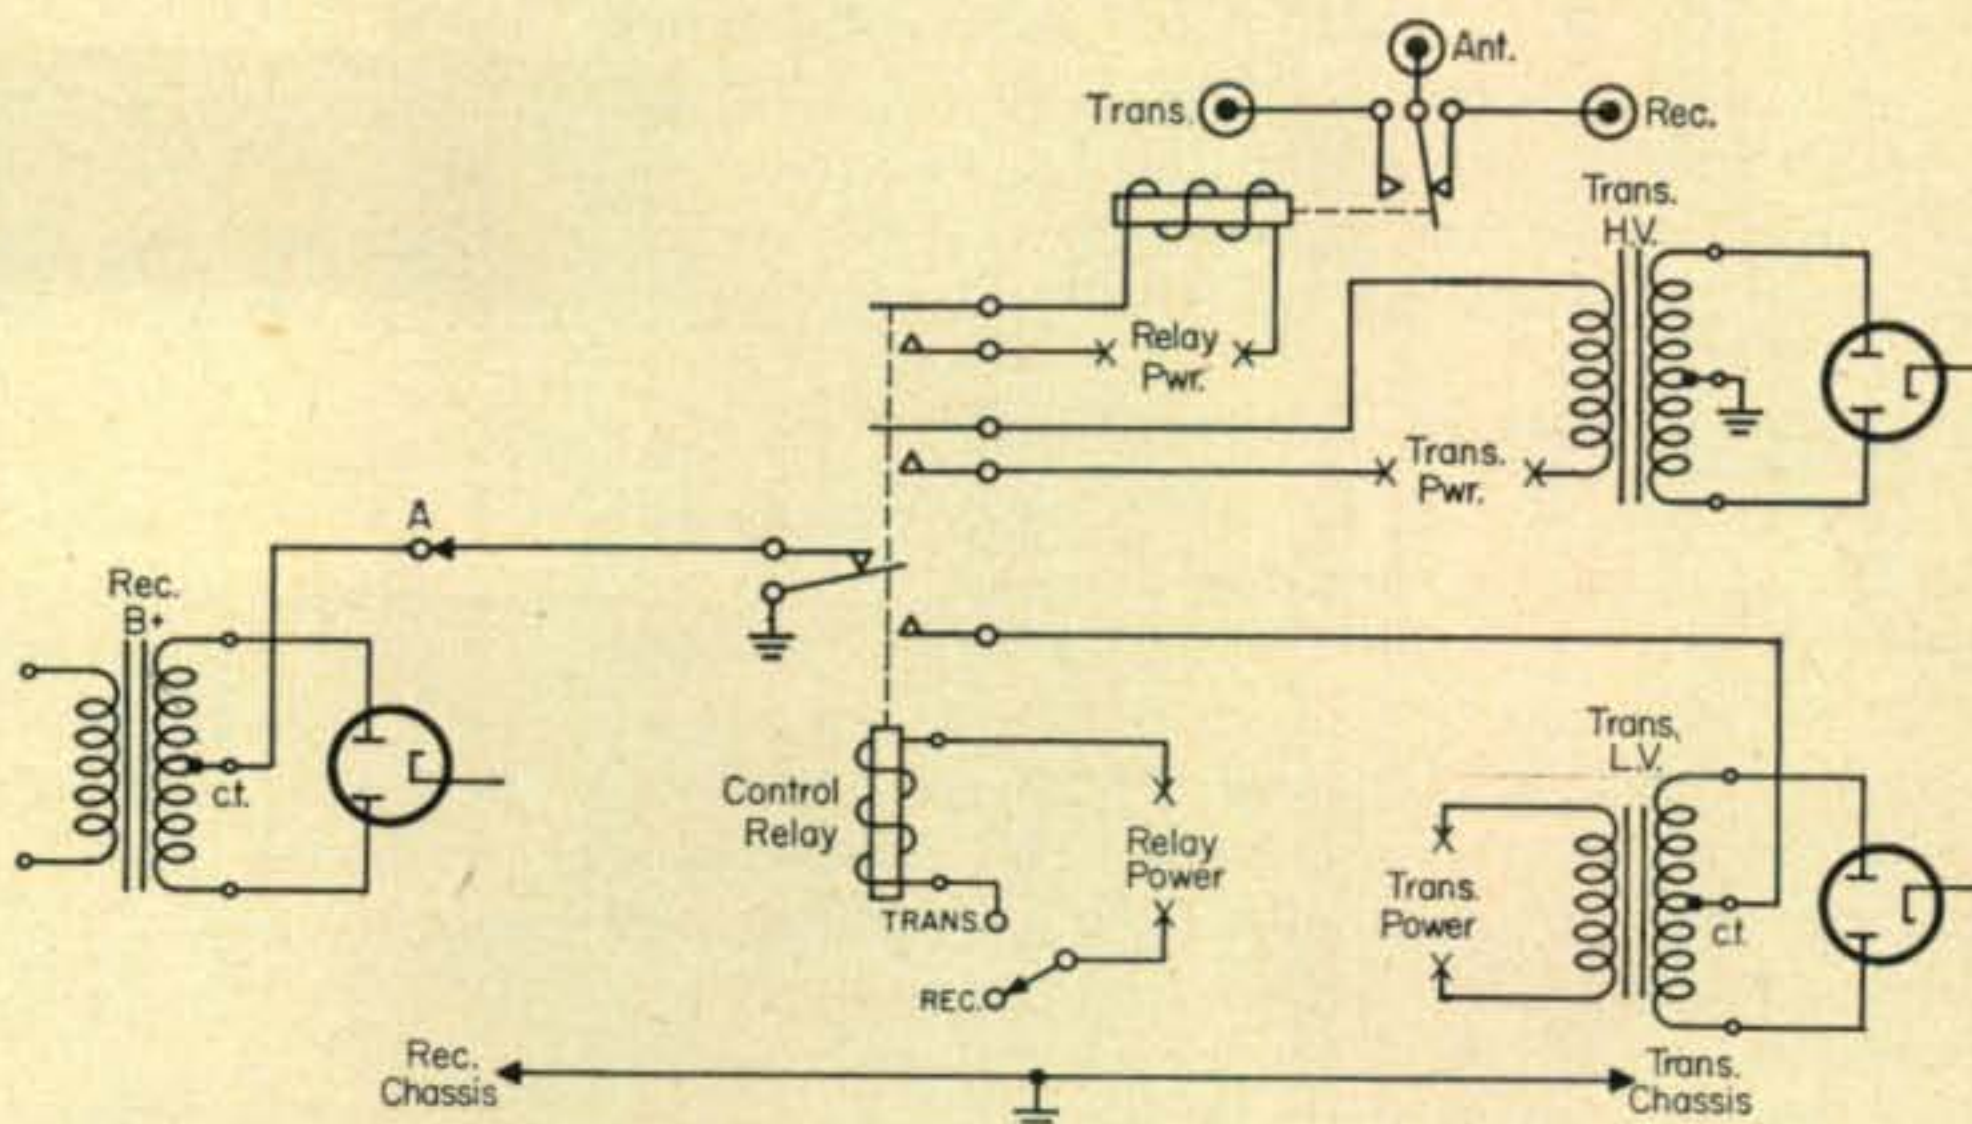 Ant.
Trans.
Rec.
Trans.
H.V.
Relay
Pwr.
Trans.
Pwr.
A
Rec.
B+
c.t.
Control
Relay
TRANS.
REC.
Relay
Power
Trans.
L.V.
Trans.
Power
c.t.
Rec.
Chassis
Trans.
Chassis